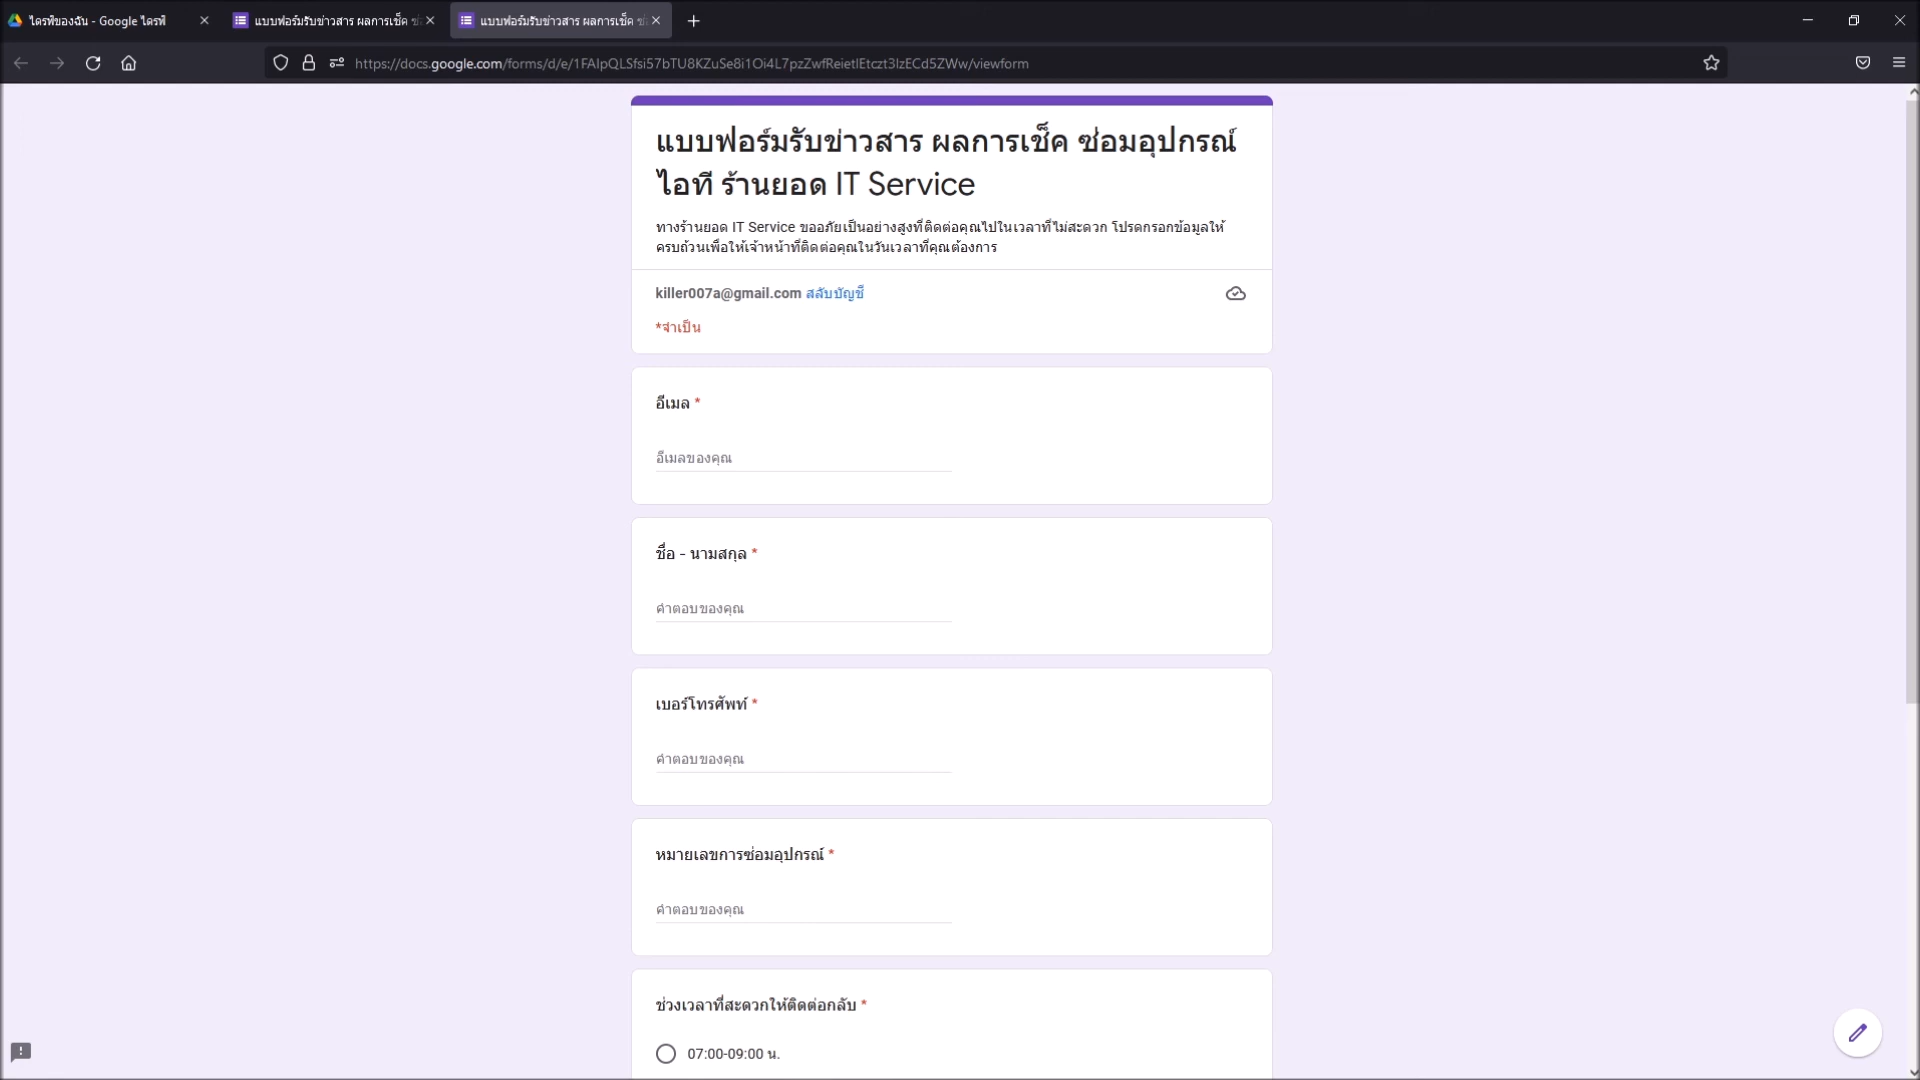 ไดรฟ์ของฉัน - Google ไดรฟ์
แบบฟอร์มรับข่าวสาร ผลการเช็ค
แบบฟอร์มรับข่าวสาร ผลการเช็ค
https://docs.google.com/forms/d/e/1FAIpQLSfsi57bTU8KZuSe8i1Oi4L7pzZwfReietlEtczt3lzECd5ZWw/viewform
แบบฟอร์มรับข่าวสาร ผลการเช็ค ซ่อมอุปกรณ์
ไอที ร้านยอด IT Service
ทางร้านยอด IT Service ขออภัยเป็นอย่างสูงที่ติดต่อคุณไปในเวลาที่ไม่สะดวก โปรดกรอกข้อมูลให้
ครบถ้วนเพื่อให้เจ้าหน้าที่ติดต่อคุณในวันเวลาที่คุณต้องการ
killer007a@gmail.com สลับบัญชี
*จำเป็น
อีเมล *
อีเมลของคุณ
ชื่อ - นามสกุล *
คำตอบของคุณ
เบอร์โทรศัพท์ *
คำตอบของคุณ
หมายเลขการซ่อมอุปกรณ์ *
คำตอบของคุณ
ช่วงเวลาที่สะดวกให้ติดต่อกลับ *
07:00-09:00 น.